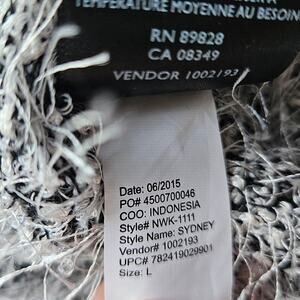 TEMPÉRATURE MOYENNE AU BESOIN
RN 89828
CA 08349
VENDOR 1002193
Date: 06/2015
PO# 4500700046
COO: INDONESIA
Style# NWK-1111
Style Name: SYDNEY
Vendor# 1002193
UPC# 782419029901
Size: L